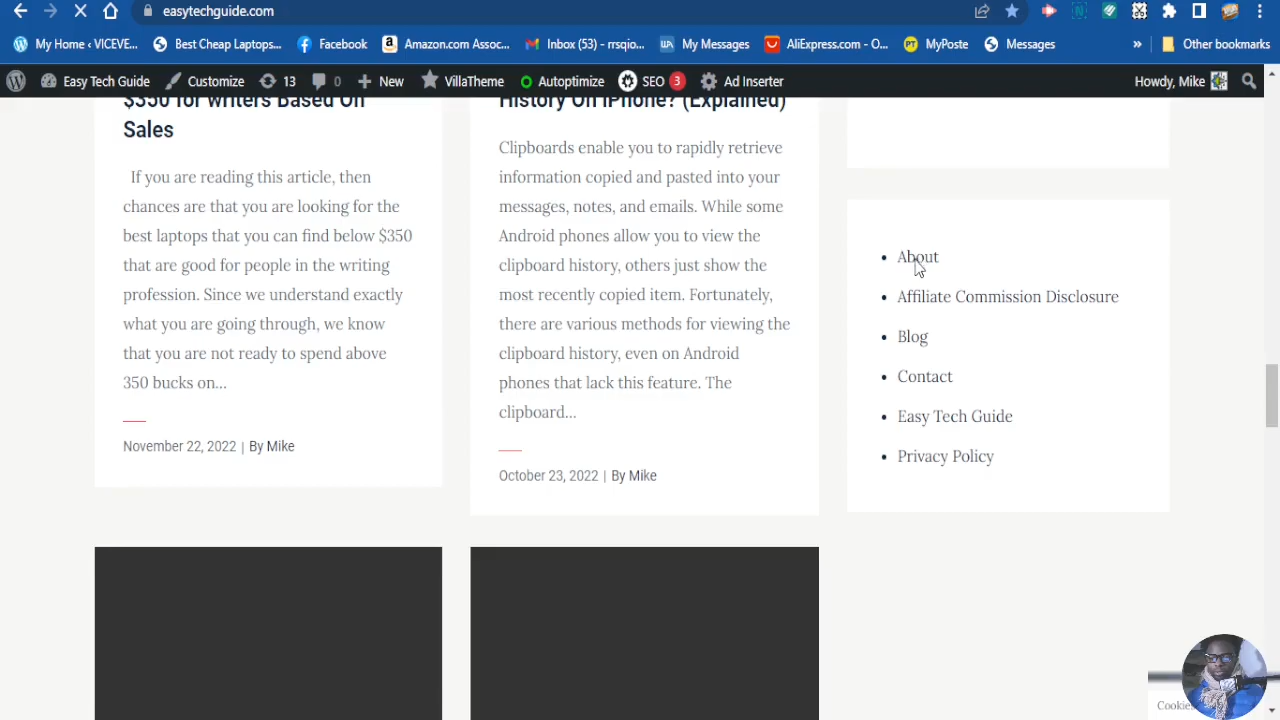 easytechguide.com
My Home ‹ VICEVE...
Best Cheap Laptops...
Facebook
Amazon.com Assoc...
Inbox (53) - rrsqio...
My Messages
AliExpress.com - O...
MyPoste
Messages
»
Other bookmarks
Easy Tech Guide
Customize
13
0
New
VillaTheme
Autoptimize
SEO 3
Ad Inserter
Howdy, Mike
$350 for writers Based On
Sales
If you are reading this article, then
chances are that you are looking for the
best laptops that you can find below $350
that are good for people in the writing
profession. Since we understand exactly
what you are going through, we know
that you are not ready to spend above
350 bucks on...
November 22, 2022 | By Mike
History On iPhone? (Explained)
Clipboards enable you to rapidly retrieve
information copied and pasted into your
messages, notes, and emails. While some
Android phones allow you to view the
clipboard history, others just show the
most recently copied item. Fortunately,
there are various methods for viewing the
clipboard history, even on Android
phones that lack this feature. The
clipboard...
October 23, 2022 | By Mike
• About
• Affiliate Commission Disclosure
• Blog
• Contact
• Easy Tech Guide
• Privacy Policy